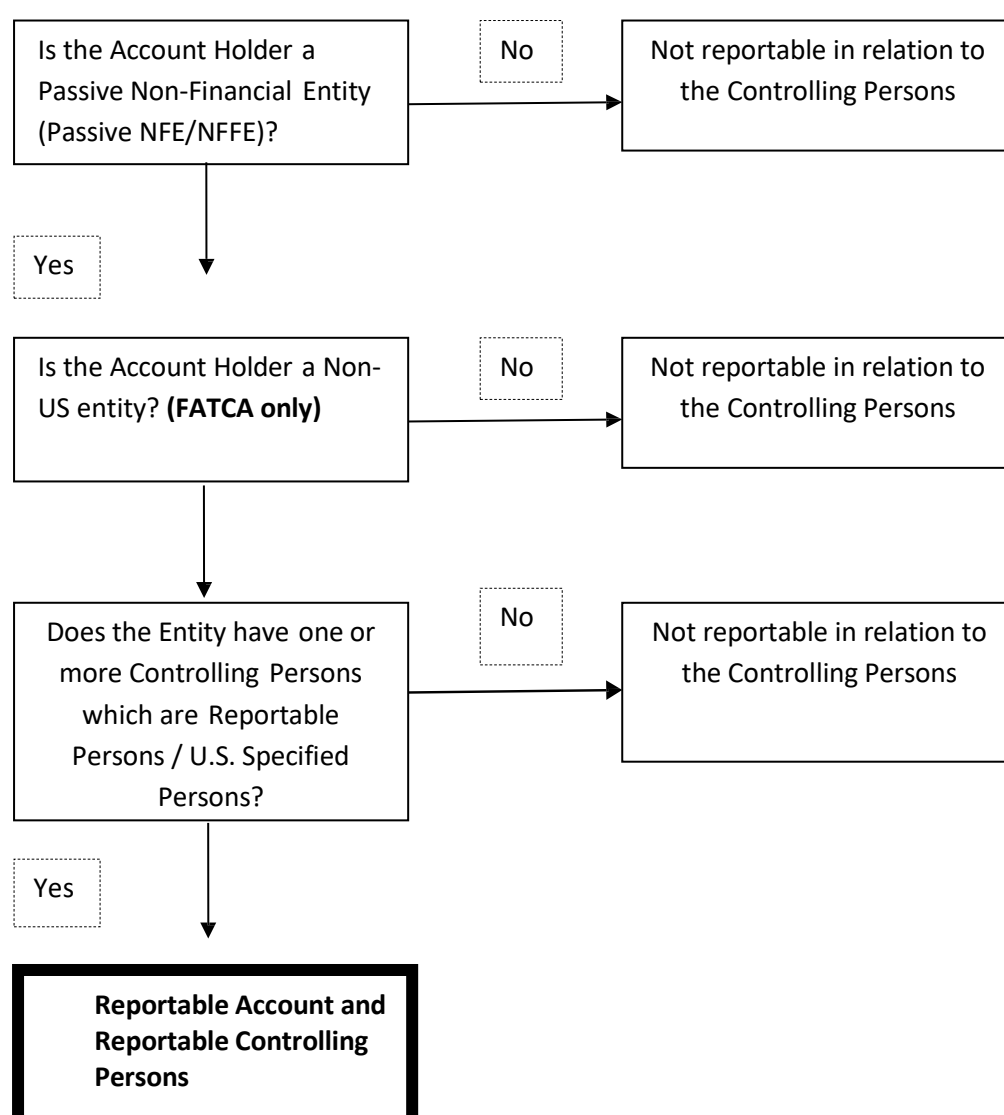 Is the Account Holder a
Passive Non-Financial Entity
(Passive NFE/NFFE)?
No
Not reportable in relation to
the Controlling Persons
Yes
Is the Account Holder a Non-
US entity? (FATCA only)
No
Not reportable in relation to
the Controlling Persons
Does the Entity have one or
more Controlling Persons
which are Reportable
Persons / U.S. Specified
Persons?
No
Not reportable in relation to
the Controlling Persons
Yes
Reportable Account and
Reportable Controlling
Persons